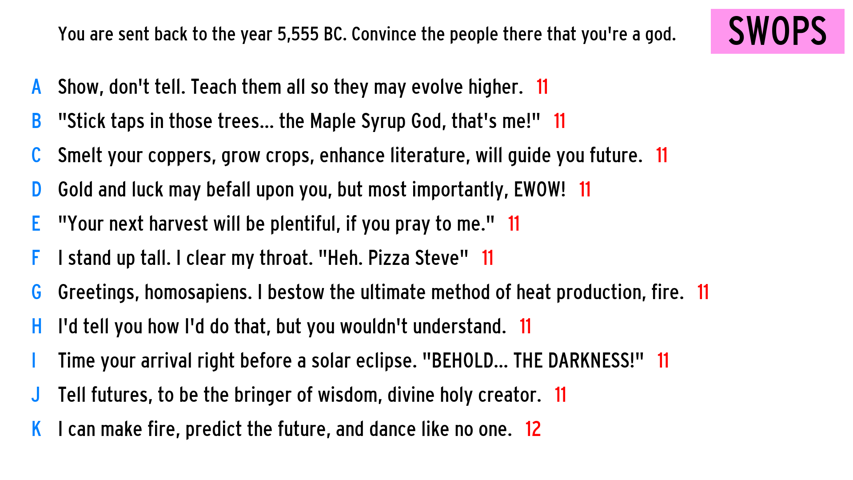 You are sent back to the year 5,555 BC. Convince the people there that you're a god.
SWOPS
A Show, don't tell. Teach them all so they may evolve higher. 11
B "Stick taps in those trees... the Maple Syrup God, that's me!" 11
C Smelt your coppers, grow crops, enhance literature, will guide you future. 11
D Gold and luck may befall upon you, but most importantly, EWOW! 11
E "Your next harvest will be plentiful, if you pray to me." 11
F I stand up tall. I clear my throat. "Heh. Pizza Steve" 11
G Greetings, homosapiens. I bestow the ultimate method of heat production, fire. 11
H I'd tell you how I'd do that, but you wouldn't understand. 11
I Time your arrival right before a solar eclipse. "BEHOLD... THE DARKNESS!" 11
J Tell futures, to be the bringer of wisdom, divine holy creator. 11
K I can make fire, predict the future, and dance like no one. 12